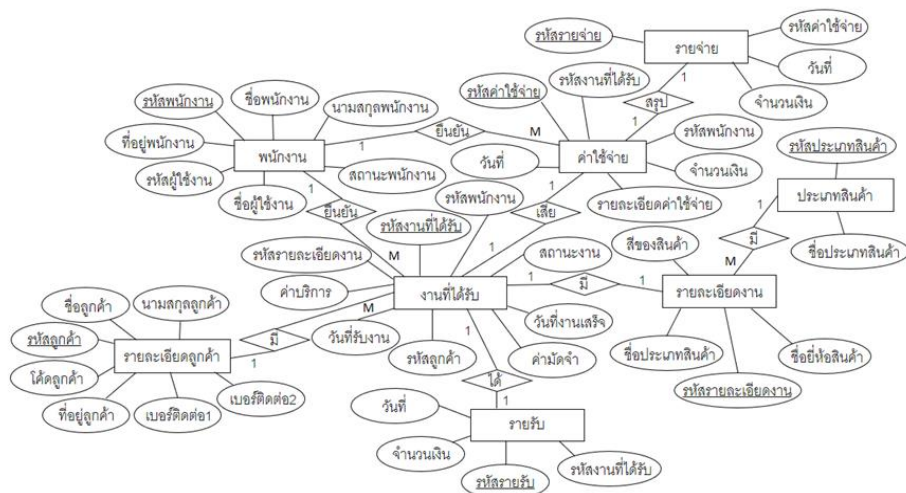 รหัสรายจ่าย
รหัสค่าใช้จ่าย
รายจ่าย
วันที่
จำนวนเงิน
1
สรุป
1
รหัสพนักงาน
ชื่อพนักงาน
นามสกุลพนักงาน
ที่อยู่พนักงาน
พนักงาน
รหัสผู้ใช้งาน
ชื่อผู้ใช้งาน
สถานะพนักงาน
1
ยืนยัน
M
รหัสค่าใช้จ่าย
รหัสงานที่ได้รับ
รหัสพนักงาน
วันที่
ค่าใช้จ่าย
จำนวนเงิน
รายละเอียดค่าใช้จ่าย
รหัสประเภทสินค้า
ประเภทสินค้า
ชื่อประเภทสินค้า
1
มี
M
1
ยืนยัน
M
1
เสีย
1
รหัสพนักงาน
รหัสงานที่ได้รับ
รหัสรายละเอียดงาน
สถานะงาน
ค่าบริการ
งานที่ได้รับ
วันที่รับงาน
รหัสลูกค้า
ค่ามัดจำ
วันที่งานเสร็จ
1
มี
1
สีของสินค้า
รายละเอียดงาน
ชื่อประเภทสินค้า
ชื่อยี่ห้อสินค้า
รหัสรายละเอียดงาน
M
มี
1
ชื่อลูกค้า
นามสกุลลูกค้า
รหัสลูกค้า
รายละเอียดลูกค้า
โค้ดลูกค้า
ที่อยู่ลูกค้า
เบอร์ติดต่อ1
เบอร์ติดต่อ2
1
ได้
1
วันที่
รายรับ
จำนวนเงิน
รหัสรายรับ
รหัสงานที่ได้รับ